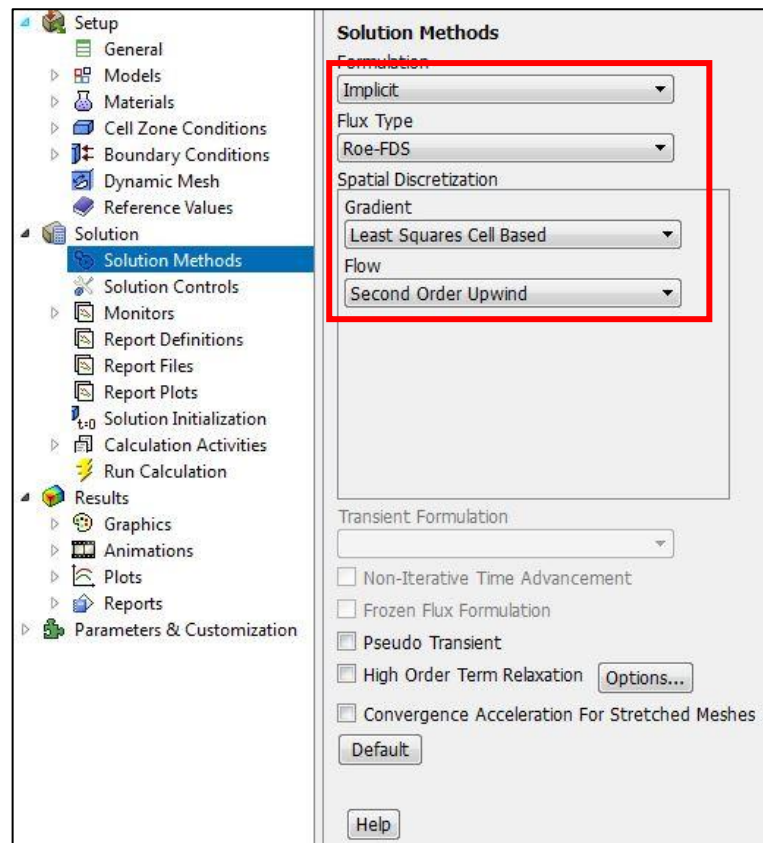 Setup
General
Models
Materials
Cell Zone Conditions
Boundary Conditions
Dynamic Mesh
Reference Values
Solution
Solution Methods
Solution Controls
Monitors
Report Definitions
Report Files
Report Plots
t=0 Solution Initialization
Calculation Activities
Run Calculation
Results
Graphics
Animations
Plots
Reports
Parameters & Customization
Solution Methods
Formulation
Implicit
Flux Type
Roe-FDS
Spatial Discretization
Gradient
Least Squares Cell Based
Flow
Second Order Upwind
Transient Formulation
Non-Iterative Time Advancement
Frozen Flux Formulation
Pseudo Transient
High Order Term Relaxation Options...
Convergence Acceleration For Stretched Meshes
Default
Help